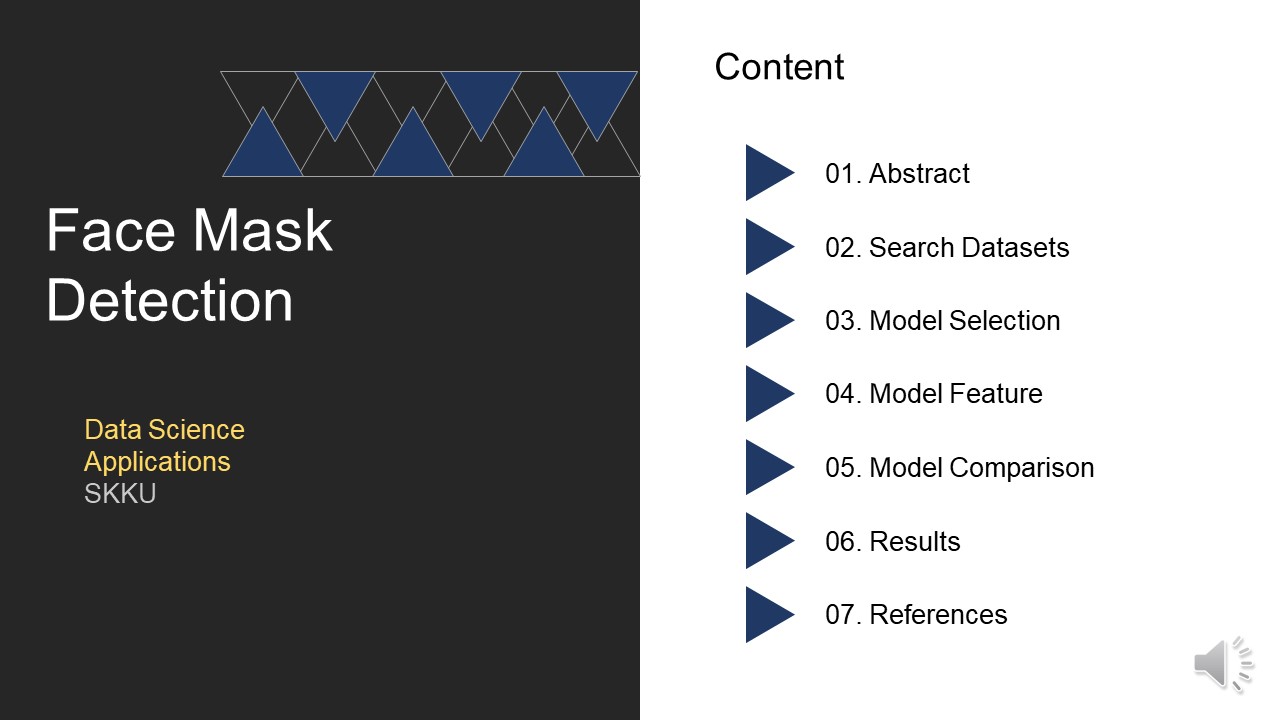 Face Mask
Detection
Data Science
Applications
SKKU
Content
01. Abstract
02. Search Datasets
03. Model Selection
04. Model Feature
05. Model Comparison
06. Results
07. References